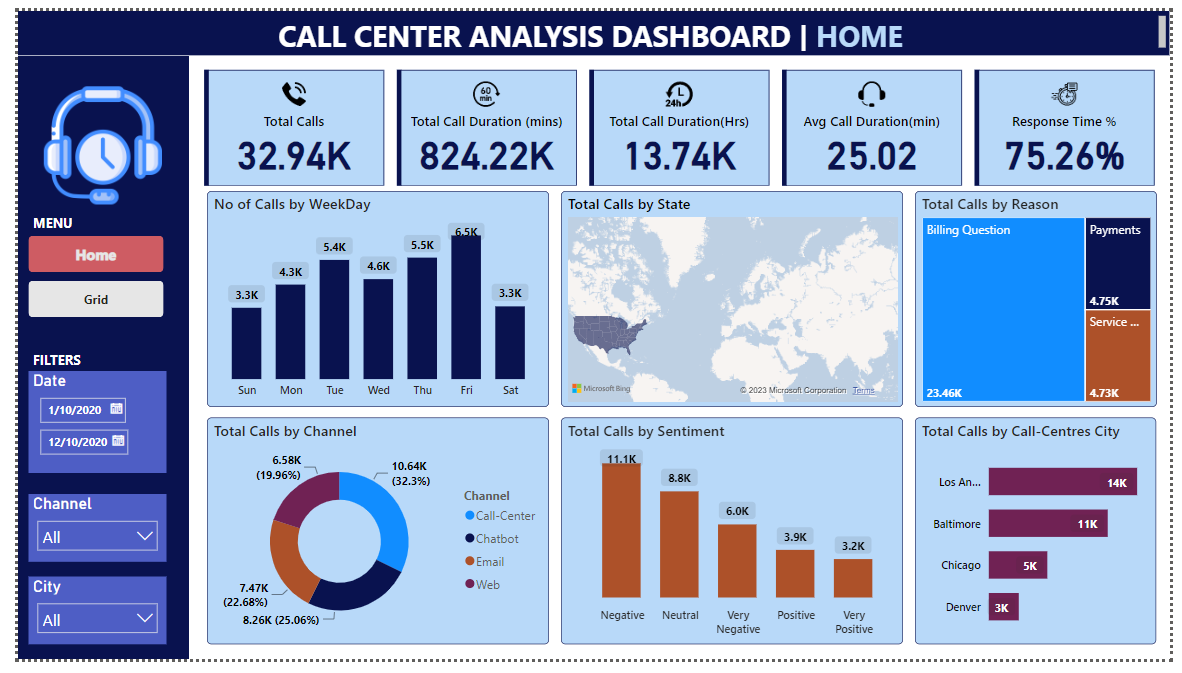 CALL CENTER ANALYSIS DASHBOARD | HOME
MENU
Home
Grid
FILTERS
Date
1/10/2020
12/10/2020
Channel
All
City
All
60 min
Total Calls
32.94K
Total Call Duration (mins)
824.22K
24h
Total Call Duration(Hrs)
13.74K
Avg Call Duration(min)
25.02
Response Time %
75.26%
No of Calls by WeekDay
3.3K
4.3K
5.4K
4.6K
5.5K
6.5K
3.3K
Sun Mon Tue Wed Thu Fri Sat
Total Calls by State
Microsoft Bing
© 2023 Microsoft Corporation Terms
Total Calls by Reason
Billing Question
23.46K
Payments
4.75K
Service ...
4.73K
Total Calls by Channel
6.58K
(19.96%)
10.64K
(32.3%)
7.47K
(22.68%)
8.26K (25.06%)
Channel
Call-Center
Chatbot
Email
Web
Total Calls by Sentiment
11.1K
8.8K
6.0K
3.9K
3.2K
Negative
Neutral
Very
Negative
Positive
Very
Positive
Total Calls by Call-Centres City
Los An... 14K
Baltimore 11K
Chicago 5K
Denver 3K